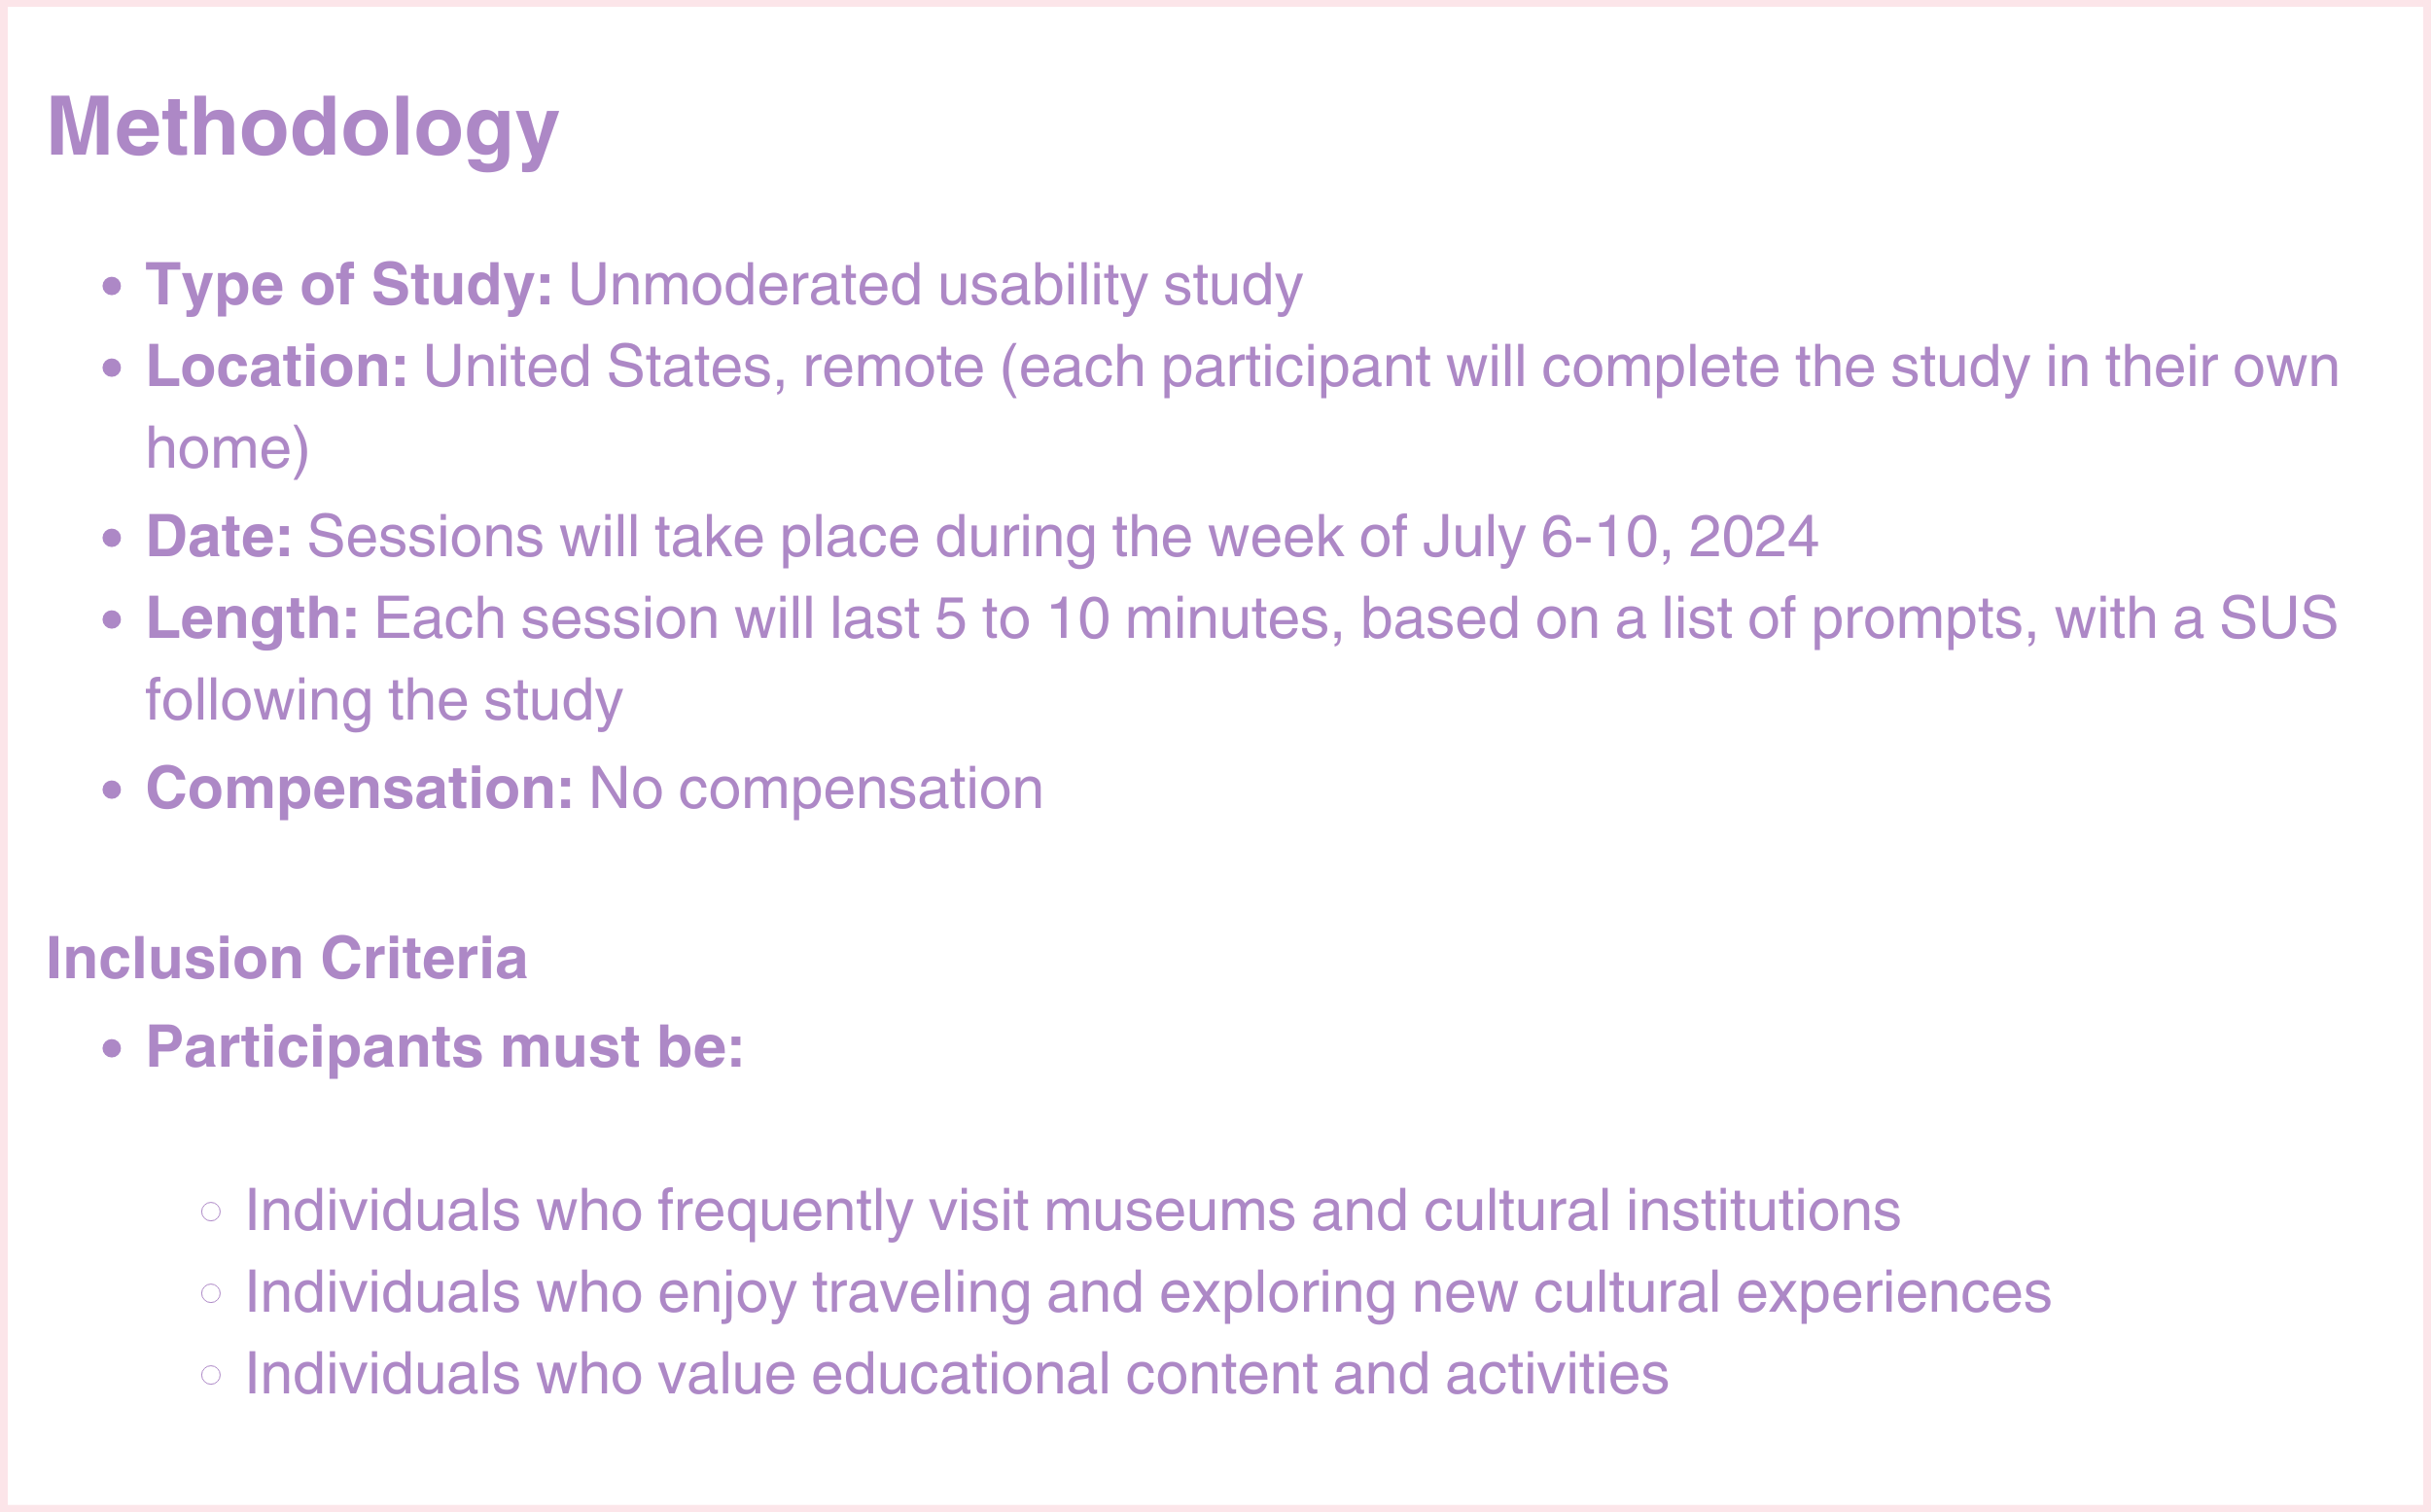 Methodology
• Type of Study: Unmoderated usability study
• Location: United States, remote (each participant will complete the study in their own
home)
• Date: Sessions will take place during the week of July 6-10, 2024
• Length: Each session will last 5 to 10 minutes, based on a list of prompts, with a SUS
following the study
• Compensation: No compensation
Inclusion Criteria
• Participants must be:
○ Individuals who frequently visit museums and cultural institutions
○ Individuals who enjoy traveling and exploring new cultural experiences
○ Individuals who value educational content and activities